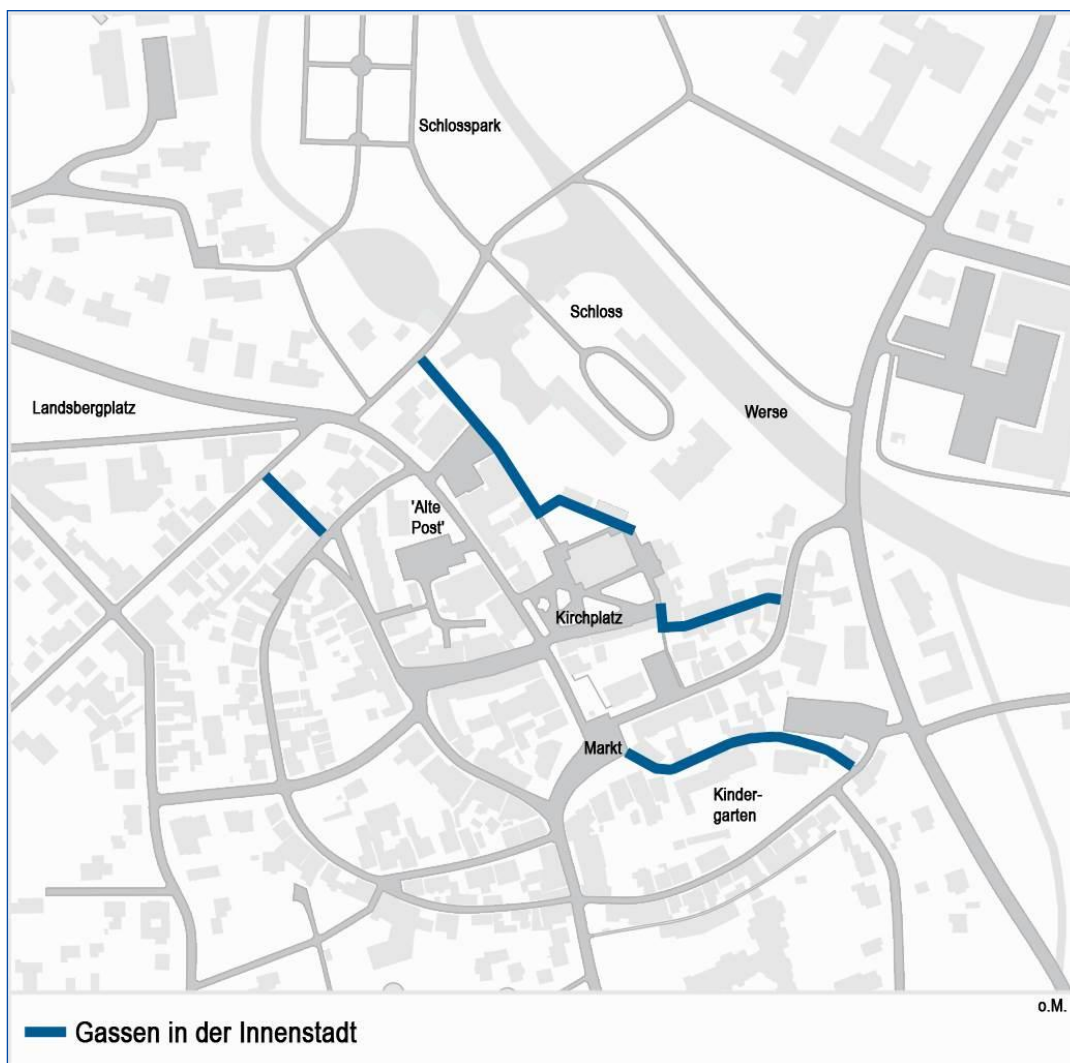 Schlosspark
Schloss
Landsbergplatz
Werse
'Alte
Post'
Kirchplatz
Markt
Kinder-
garten
o.M.
Gassen in der Innenstadt